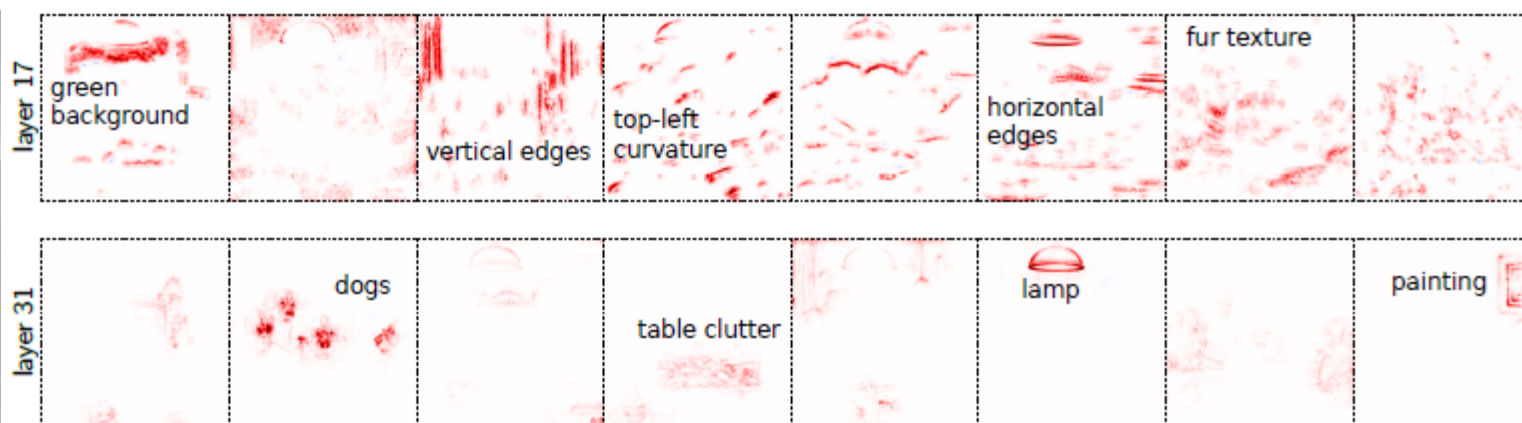 layer 17
green
background
vertical edges
top-left
curvature
horizontal
edges
fur texture
layer 31
dogs
table clutter
lamp
painting